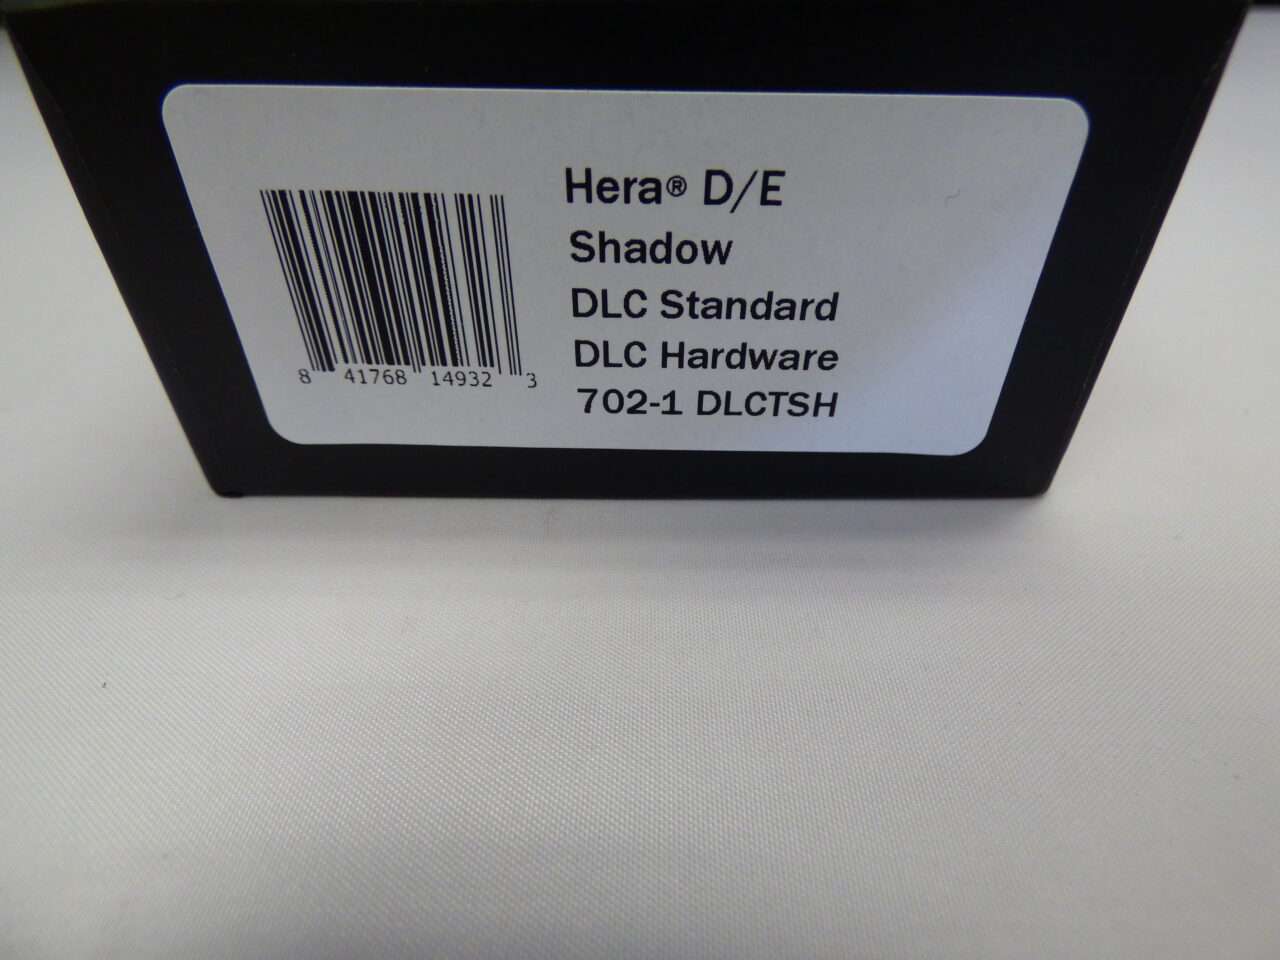 Hera® D/E
Shadow
DLC Standard
DLC Hardware
702-1 DLCTSH
8 41768 14932 3